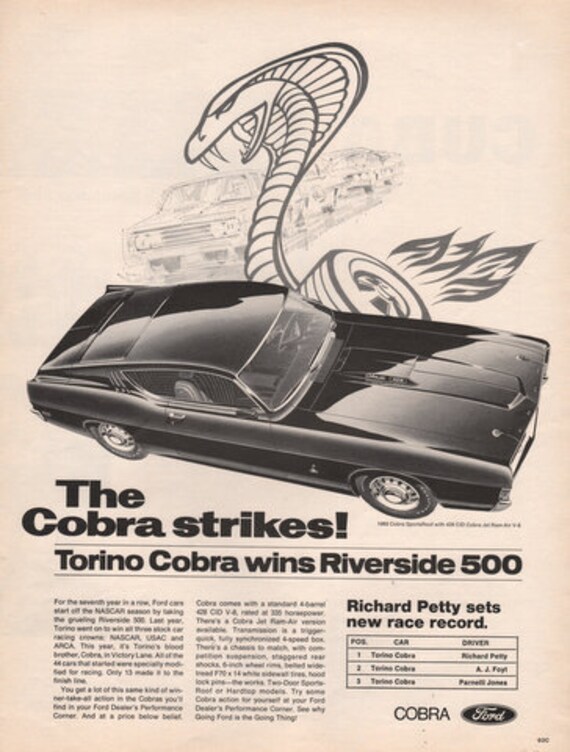 1969 Cobra SportsRoof with 428 CID Cobra Jet Ram-Air V-8
The
Cobra strikes!
Torino Cobra wins Riverside 500
For the seventh year in a row, Ford cars
start off the NASCAR season by taking
the grueling Riverside 500. Last year,
Torino went on to win all three stock car
racing crowns: NASCAR, USAC and
ARCA. This year, it's Torino's blood
brother, Cobra, in Victory Lane. All of the
44 cars that started were specially modi-
fied for racing. Only 13 made it to the
finish line.
You get a lot of this same kind of win-
ner-take-all action in the Cobras you'll
find in your Ford Dealer's Performance
Corner. And at a price below belief.
Cobra comes with a standard 4-barrel
428 CID V-8, rated at 335 horsepower.
There's a Cobra Jet Ram-Air version
available. Transmission is a trigger-
quick, fully synchronized 4-speed box.
There's a chassis to match, with com-
petition suspension, staggered rear
shocks, 6-inch wheel rims, belted wide-
tread F70 x 14 white sidewall tires, hood
lock pins—the works. Two-Door Sports-
Roof or Hardtop models. Try some
Cobra action for yourself at your Ford
Dealer's Performance Corner. See why
Going Ford is the Going Thing!
Richard Petty sets
new race record.
POS. CAR DRIVER
1 Torino Cobra Richard Petty
2 Torino Cobra A. J. Foyt
3 Torino Cobra Parnelli Jones
COBRA Ford